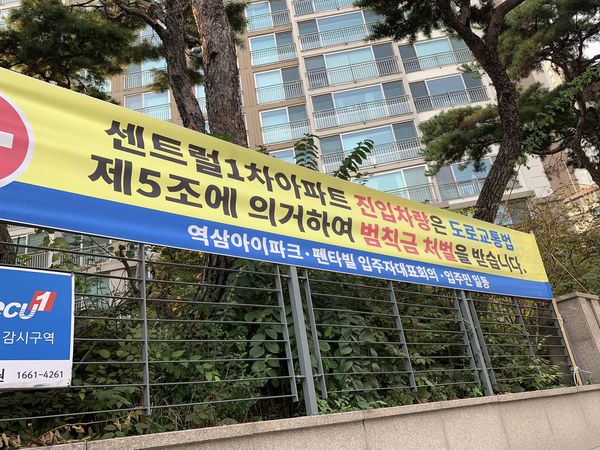 센트럴1차아파트 진입차량은 도로교통법
제5조에 의거하여 범칙금 처벌을 받습니다.
역삼아이파크·펜타빌 입주자대표회의·입주민 일동
ecu1
감시구역
원 1661-4261